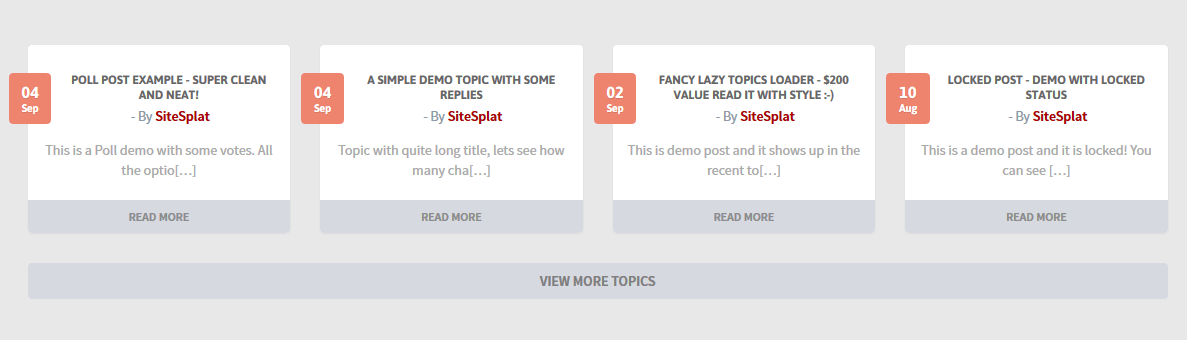 04
Sep
POLL POST EXAMPLE - SUPER CLEAN
AND NEAT!
- By SiteSplat
This is a Poll demo with some votes. All
the optio[…]
READ MORE
04
Sep
A SIMPLE DEMO TOPIC WITH SOME
REPLIES
- By SiteSplat
Topic with quite long title, lets see how
many cha[…]
READ MORE
02
Sep
FANCY LAZY TOPICS LOADER - $200
VALUE READ IT WITH STYLE :-)
- By SiteSplat
This is demo post and it shows up in the
recent to[…]
READ MORE
10
Aug
LOCKED POST - DEMO WITH LOCKED
STATUS
- By SiteSplat
This is a demo post and it is locked! You
can see […]
READ MORE
VIEW MORE TOPICS